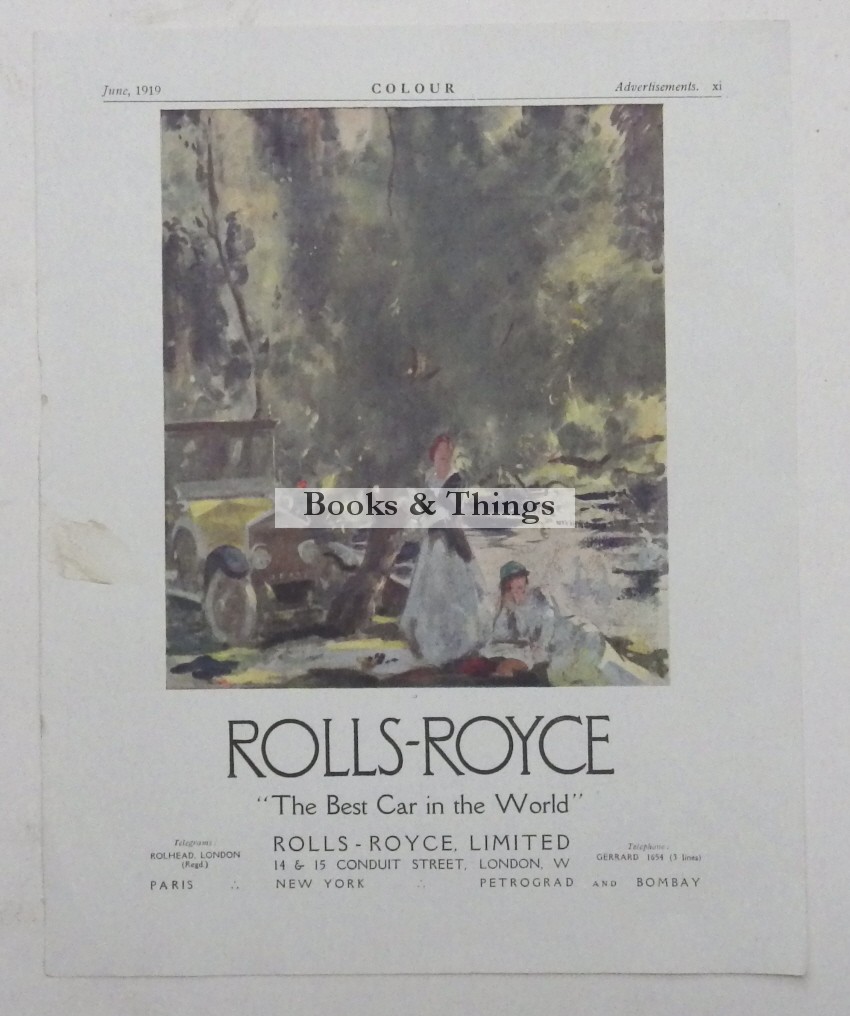 June, 1919 COLOUR Advertisements. xi
Books & Things
ROLLS-ROYCE
"The Best Car in the World"
Telegrams: ROLLS-ROYCE, LIMITED Telephone:
ROLHEAD, LONDON 14 & 15 CONDUIT STREET, LONDON, W GERRARD 1654 (3 lines)
(Regd.)
PARIS ∴ NEW YORK ∴ PETROGRAD AND BOMBAY